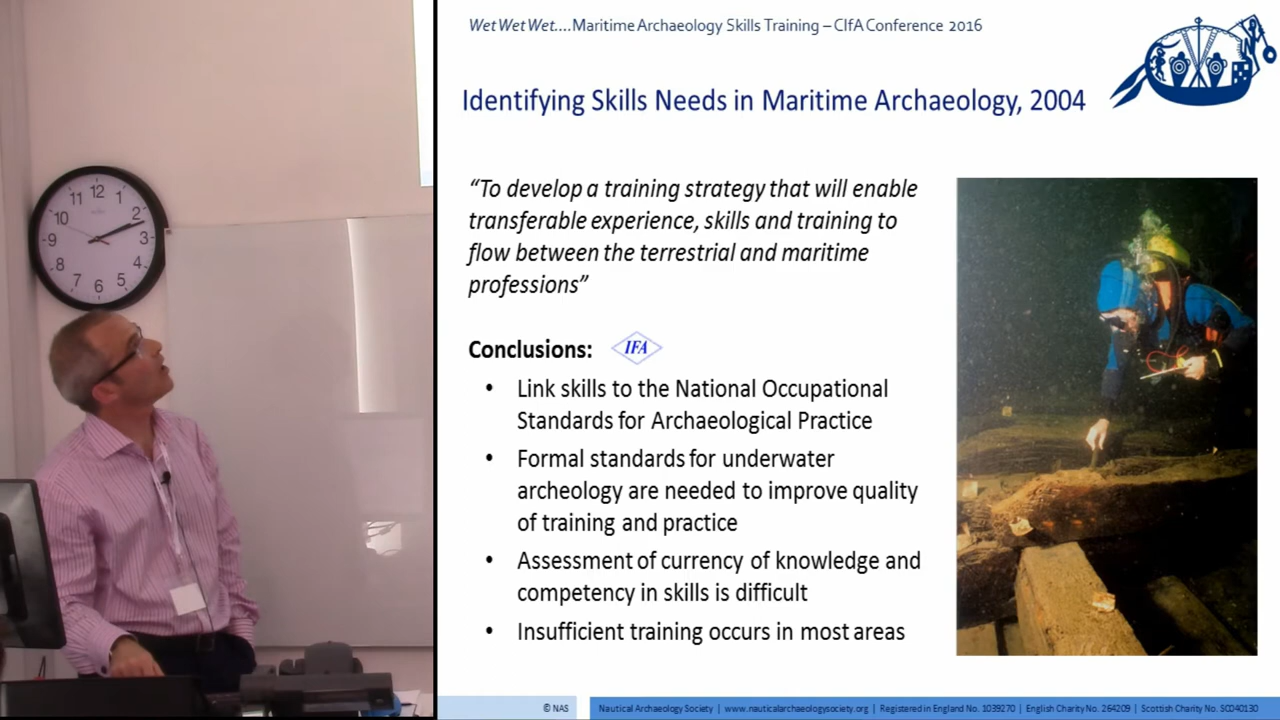 Wet Wet Wet....Maritime Archaeology Skills Training – CIfA Conference 2016
Identifying Skills Needs in Maritime Archaeology, 2004
“To develop a training strategy that will enable
transferable experience, skills and training to
flow between the terrestrial and maritime
professions”
Conclusions: IFA
• Link skills to the National Occupational
Standards for Archaeological Practice
• Formal standards for underwater
archeology are needed to improve quality
of training and practice
• Assessment of currency of knowledge and
competency in skills is difficult
• Insufficient training occurs in most areas
© NAS Nautical Archaeology Society | www.nauticalarchaeologysociety.org | Registered in England No. 1039270 | English Charity No. 264209 | Scottish Charity No. SC040130
12
11 1
10 2
9 3
8 4
7 5
6